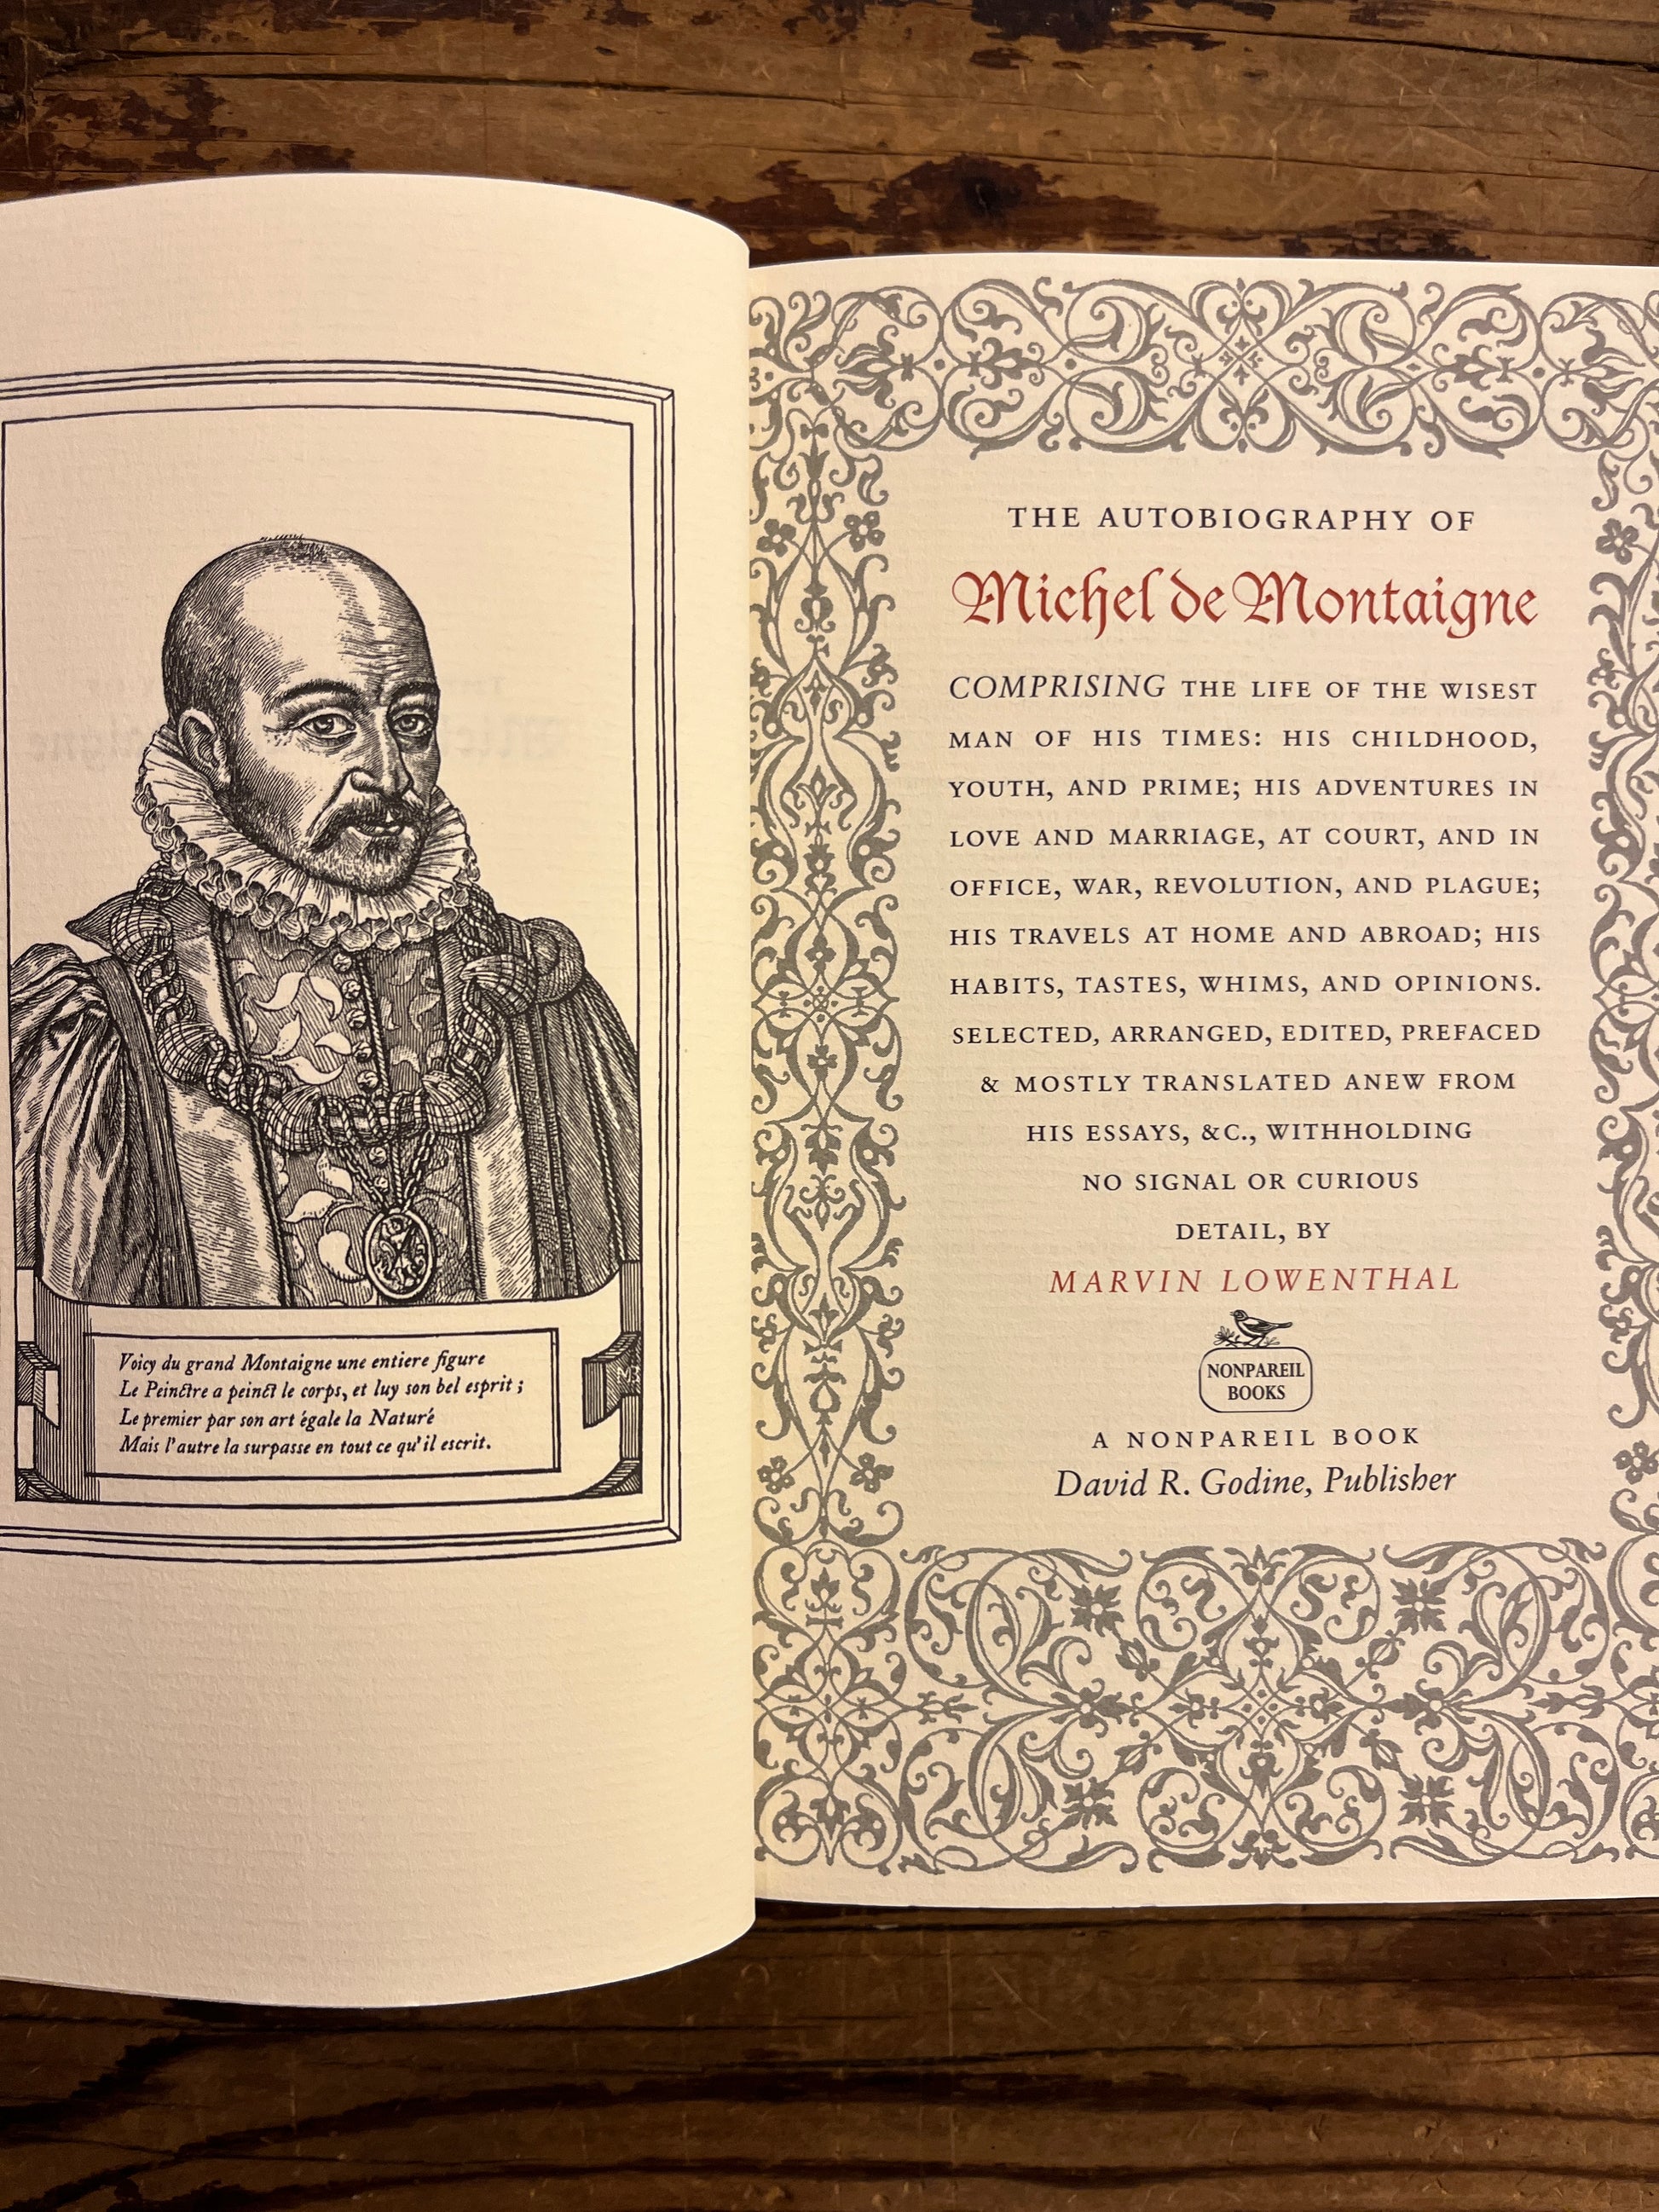 Voicy du grand Montaigne une entiere figure
Le Peinctre a peinct le corps, et luy son bel esprit ;
Le premier par son art égale la Naturé
Mais l'autre la surpasse en tout ce qu'il escrit.
THE AUTOBIOGRAPHY OF
Michel de Montaigne
COMPRISING THE LIFE OF THE WISEST
MAN OF HIS TIMES: HIS CHILDHOOD,
YOUTH, AND PRIME; HIS ADVENTURES IN
LOVE AND MARRIAGE, AT COURT, AND IN
OFFICE, WAR, REVOLUTION, AND PLAGUE;
HIS TRAVELS AT HOME AND ABROAD; HIS
HABITS, TASTES, WHIMS, AND OPINIONS.
SELECTED, ARRANGED, EDITED, PREFACED
& MOSTLY TRANSLATED ANEW FROM
HIS ESSAYS, &C., WITHHOLDING
NO SIGNAL OR CURIOUS
DETAIL, BY
MARVIN LOWENTHAL
NONPAREIL
BOOKS
A NONPAREIL BOOK
David R. Godine, Publisher